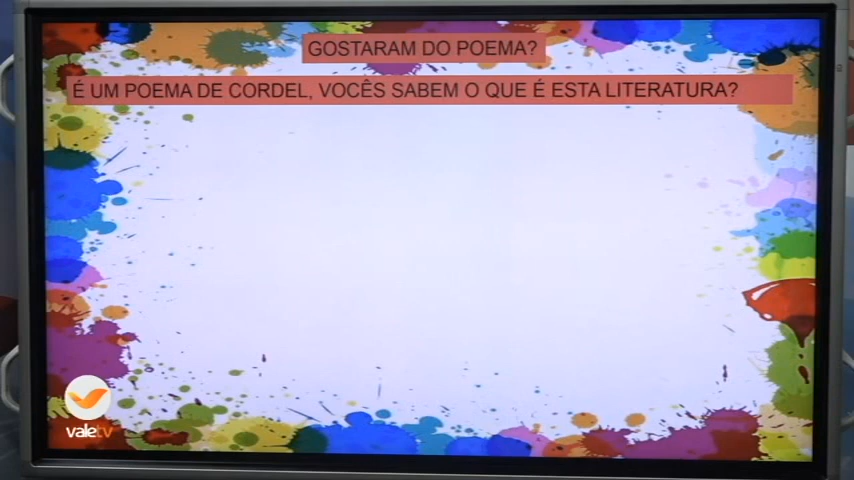 GOSTARAM DO POEMA?
É UM POEMA DE CORDEL, VOCÊS SABEM O QUE É ESTA LITERATURA?
valetv